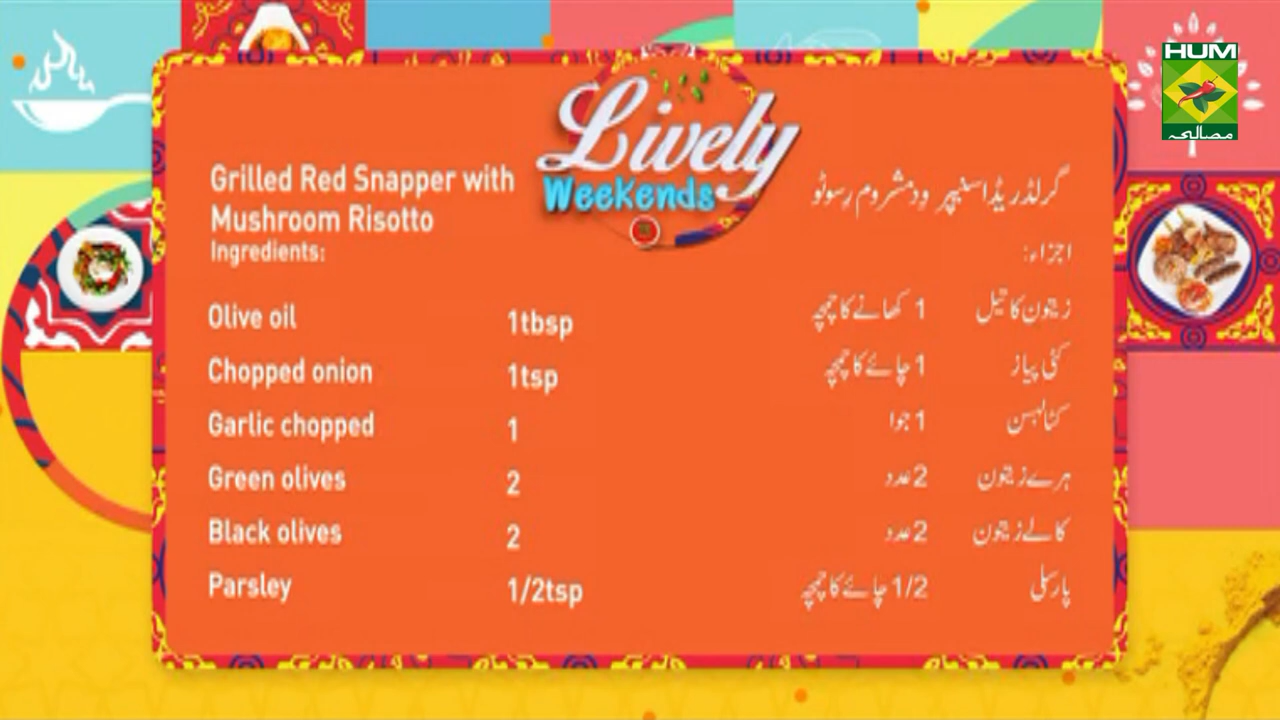 HUM
مصالحہ
Lively
Weekends
Grilled Red Snapper with
Mushroom Risotto
گرلڈ ریڈ اسنیپر ود مشروم رسوٹو
Ingredients:
اجزاء:
Olive oil 1tbsp
زیتون کا تیل 1 کھانے کا چمچہ
Chopped onion 1tsp
کٹی پیاز 1 چائے کا چمچہ
Garlic chopped 1
کٹا لہسن 1 جوا
Green olives 2
ہرے زیتون 2 عدد
Black olives 2
کالے زیتون 2 عدد
Parsley 1/2tsp
پارسلی 1/2 چائے کا چمچہ